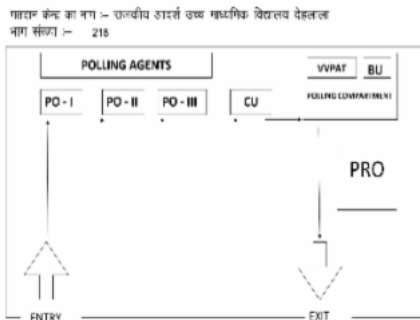 मतदान केन्द्र का नाम :– राजकीय आदर्श उच्च माध्यमिक विद्यालय देहलाला
भाग संख्या :– 218
POLLING AGENTS
VVPAT BU
POLLING COMPARTMENT
PO - I PO - II PO - III CU
PRO
ENTRY EXIT